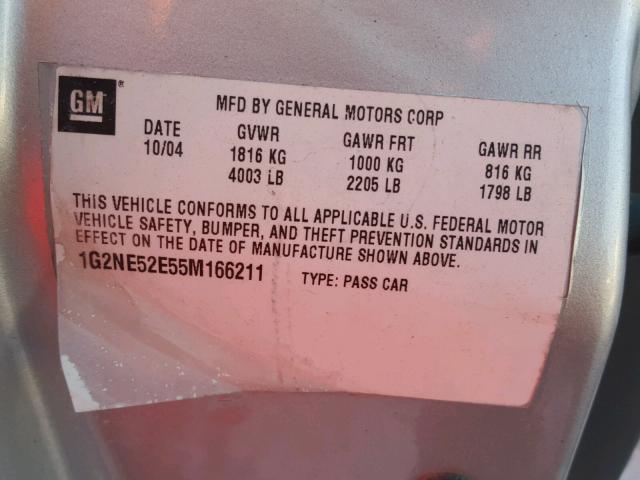 GM ®
MFD BY GENERAL MOTORS CORP
DATE GVWR GAWR FRT GAWR RR
10/04 1816 KG 1000 KG 816 KG
4003 LB 2205 LB 1798 LB
THIS VEHICLE CONFORMS TO ALL APPLICABLE U.S. FEDERAL MOTOR
VEHICLE SAFETY, BUMPER, AND THEFT PREVENTION STANDARDS IN
EFFECT ON THE DATE OF MANUFACTURE SHOWN ABOVE.
1G2NE52E55M166211 TYPE: PASS CAR